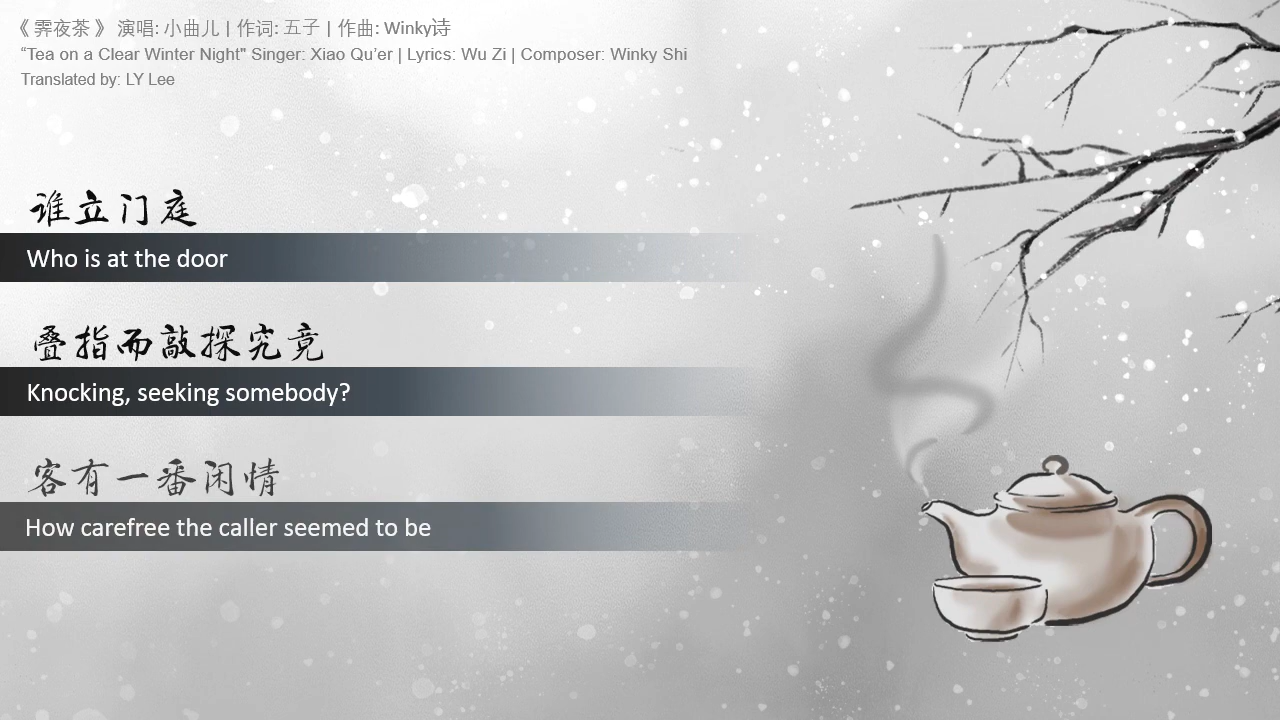 《 霁夜茶 》 演唱: 小曲儿 | 作词: 五子 | 作曲: Winky诗
“Tea on a Clear Winter Night" Singer: Xiao Qu’er | Lyrics: Wu Zi | Composer: Winky Shi
Translated by: LY Lee
谁立门庭
Who is at the door
叠指而敲探究竟
Knocking, seeking somebody?
客有一番闲情
How carefree the caller seemed to be